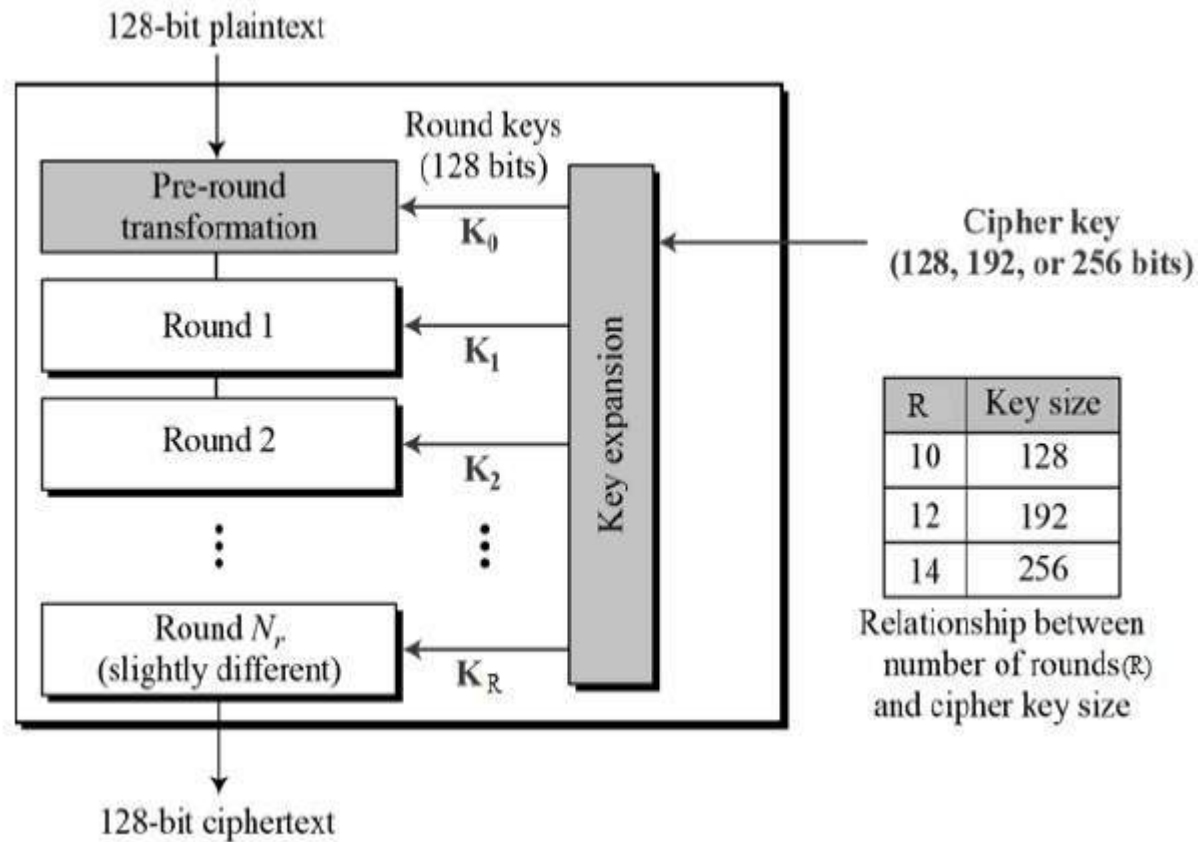 128-bit plaintext
Round keys
(128 bits)
Pre-round
transformation
K₀
Cipher key
(128, 192, or 256 bits)
Round 1
K₁
Round 2
K₂
Key expansion
Round Nᵣ
(slightly different)
K_R
R Key size
10 128
12 192
14 256
Relationship between
number of rounds(R)
and cipher key size
128-bit ciphertext